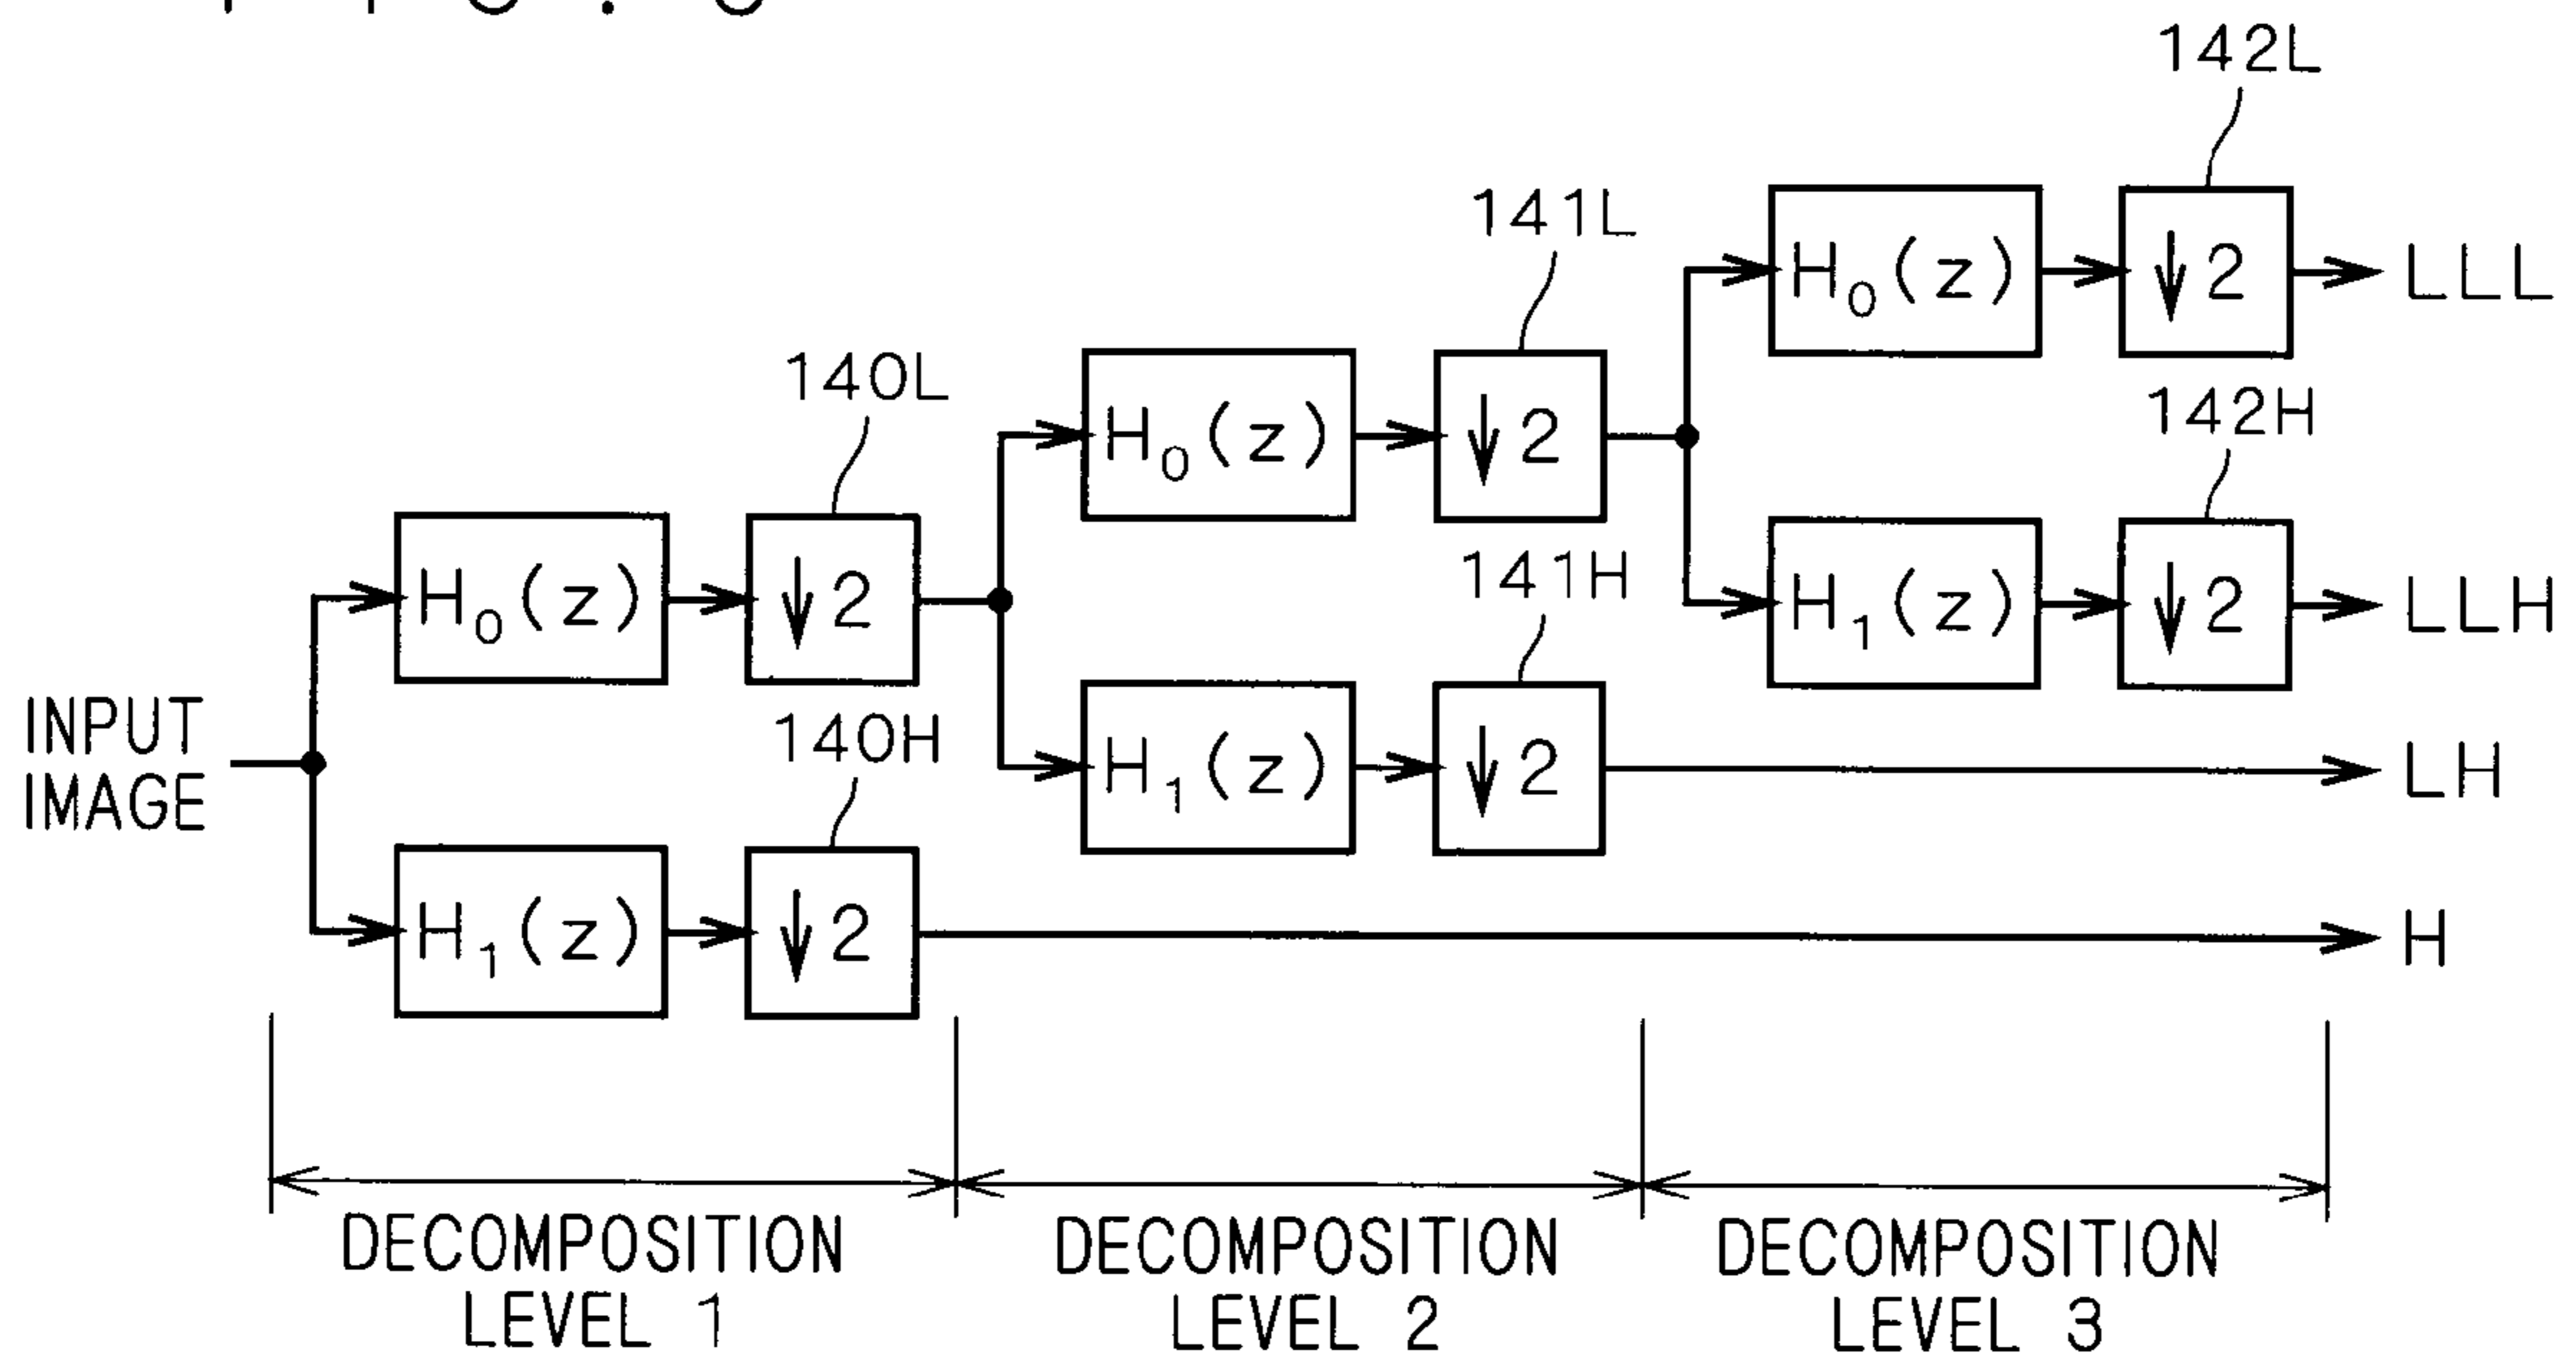 142L
141L
H₀(z) ↓2 LLL
140L
142H
H₀(z) ↓2
141H
H₀(z) ↓2
H₁(z) ↓2 LLH
INPUT
IMAGE
140H
H₁(z) ↓2 LH
H₁(z) ↓2 H
DECOMPOSITION
LEVEL 1
DECOMPOSITION
LEVEL 2
DECOMPOSITION
LEVEL 3